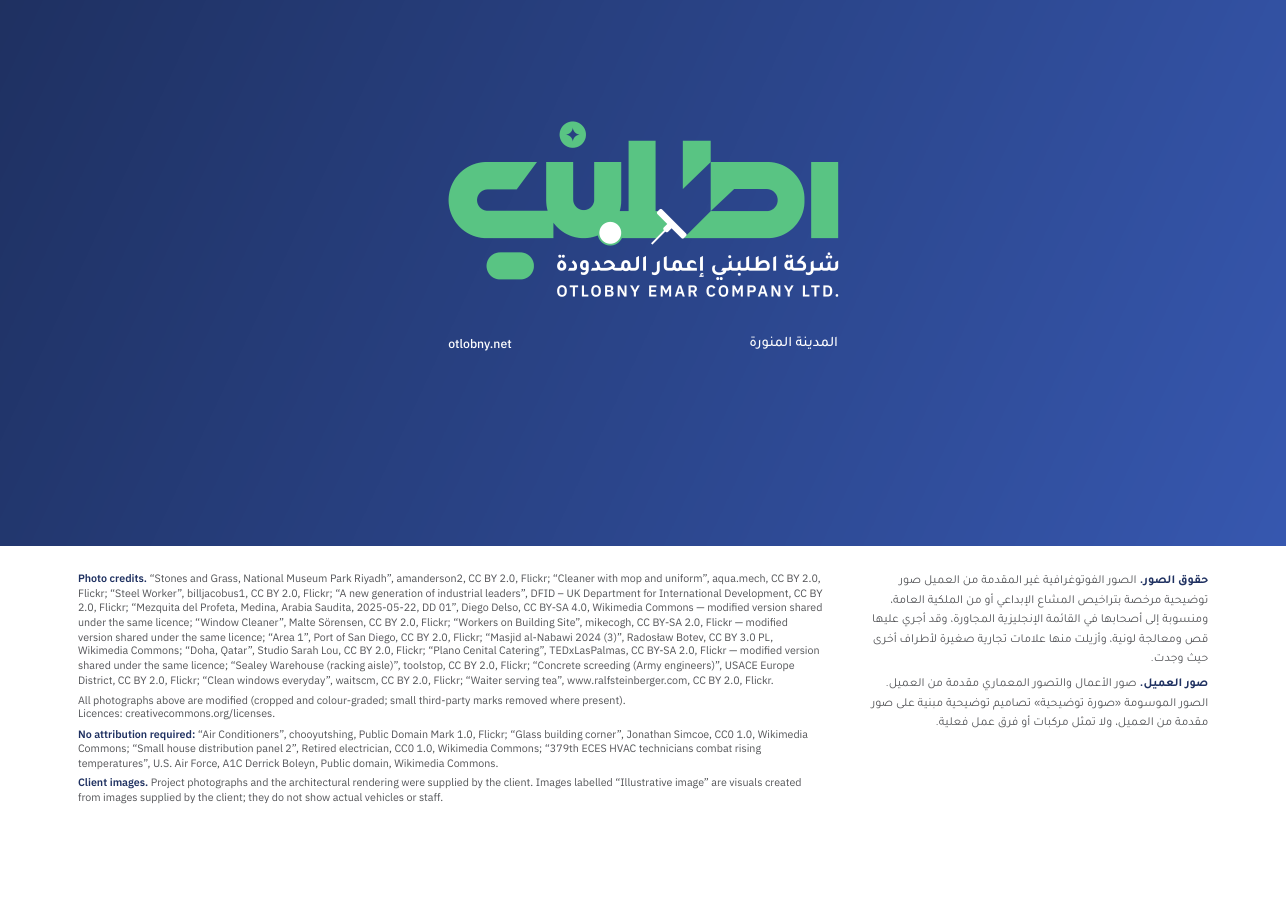 اطلبني
شركة اطلبني إعمار المحدودة
OTLOBNY EMAR COMPANY LTD.
otlobny.net
المدينة المنورة
Photo credits. “Stones and Grass, National Museum Park Riyadh”, amanderson2, CC BY 2.0, Flickr; “Cleaner with mop and uniform”, aqua.mech, CC BY 2.0,
Flickr; “Steel Worker”, billjacobus1, CC BY 2.0, Flickr; “A new generation of industrial leaders”, DFID – UK Department for International Development, CC BY
2.0, Flickr; “Mezquita del Profeta, Medina, Arabia Saudita, 2025-05-22, DD 01”, Diego Delso, CC BY-SA 4.0, Wikimedia Commons — modified version shared
under the same licence; “Window Cleaner”, Malte Sörensen, CC BY 2.0, Flickr; “Workers on Building Site”, mikecogh, CC BY-SA 2.0, Flickr — modified
version shared under the same licence; “Area 1”, Port of San Diego, CC BY 2.0, Flickr; “Masjid al-Nabawi 2024 (3)”, Radosław Botev, CC BY 3.0 PL,
Wikimedia Commons; “Doha, Qatar”, Studio Sarah Lou, CC BY 2.0, Flickr; “Plano Cenital Catering”, TEDxLasPalmas, CC BY-SA 2.0, Flickr — modified version
shared under the same licence; “Sealey Warehouse (racking aisle)”, toolstop, CC BY 2.0, Flickr; “Concrete screeding (Army engineers)”, USACE Europe
District, CC BY 2.0, Flickr; “Clean windows everyday”, waitscm, CC BY 2.0, Flickr; “Waiter serving tea”, www.ralfsteinberger.com, CC BY 2.0, Flickr.
All photographs above are modified (cropped and colour-graded; small third-party marks removed where present).
Licences: creativecommons.org/licenses.
No attribution required: “Air Conditioners”, chooyutshing, Public Domain Mark 1.0, Flickr; “Glass building corner”, Jonathan Simcoe, CC0 1.0, Wikimedia
Commons; “Small house distribution panel 2”, Retired electrician, CC0 1.0, Wikimedia Commons; “379th ECES HVAC technicians combat rising
temperatures”, U.S. Air Force, A1C Derrick Boleyn, Public domain, Wikimedia Commons.
Client images. Project photographs and the architectural rendering were supplied by the client. Images labelled “Illustrative image” are visuals created
from images supplied by the client; they do not show actual vehicles or staff.
حقوق الصور. الصور الفوتوغرافية غير المقدمة من العميل صور
توضيحية مرخصة بتراخيص المشاع الإبداعي أو من الملكية العامة،
ومنسوبة إلى أصحابها في القائمة الإنجليزية المجاورة، وقد أجري عليها
قص ومعالجة لونية، وأزيلت منها علامات تجارية صغيرة لأطراف أخرى
حيث وجدت.
صور العميل. صور الأعمال والتصور المعماري مقدمة من العميل.
الصور الموسومة «صورة توضيحية» تصاميم توضيحية مبنية على صور
مقدمة من العميل، ولا تمثل مركبات أو فرق عمل فعلية.